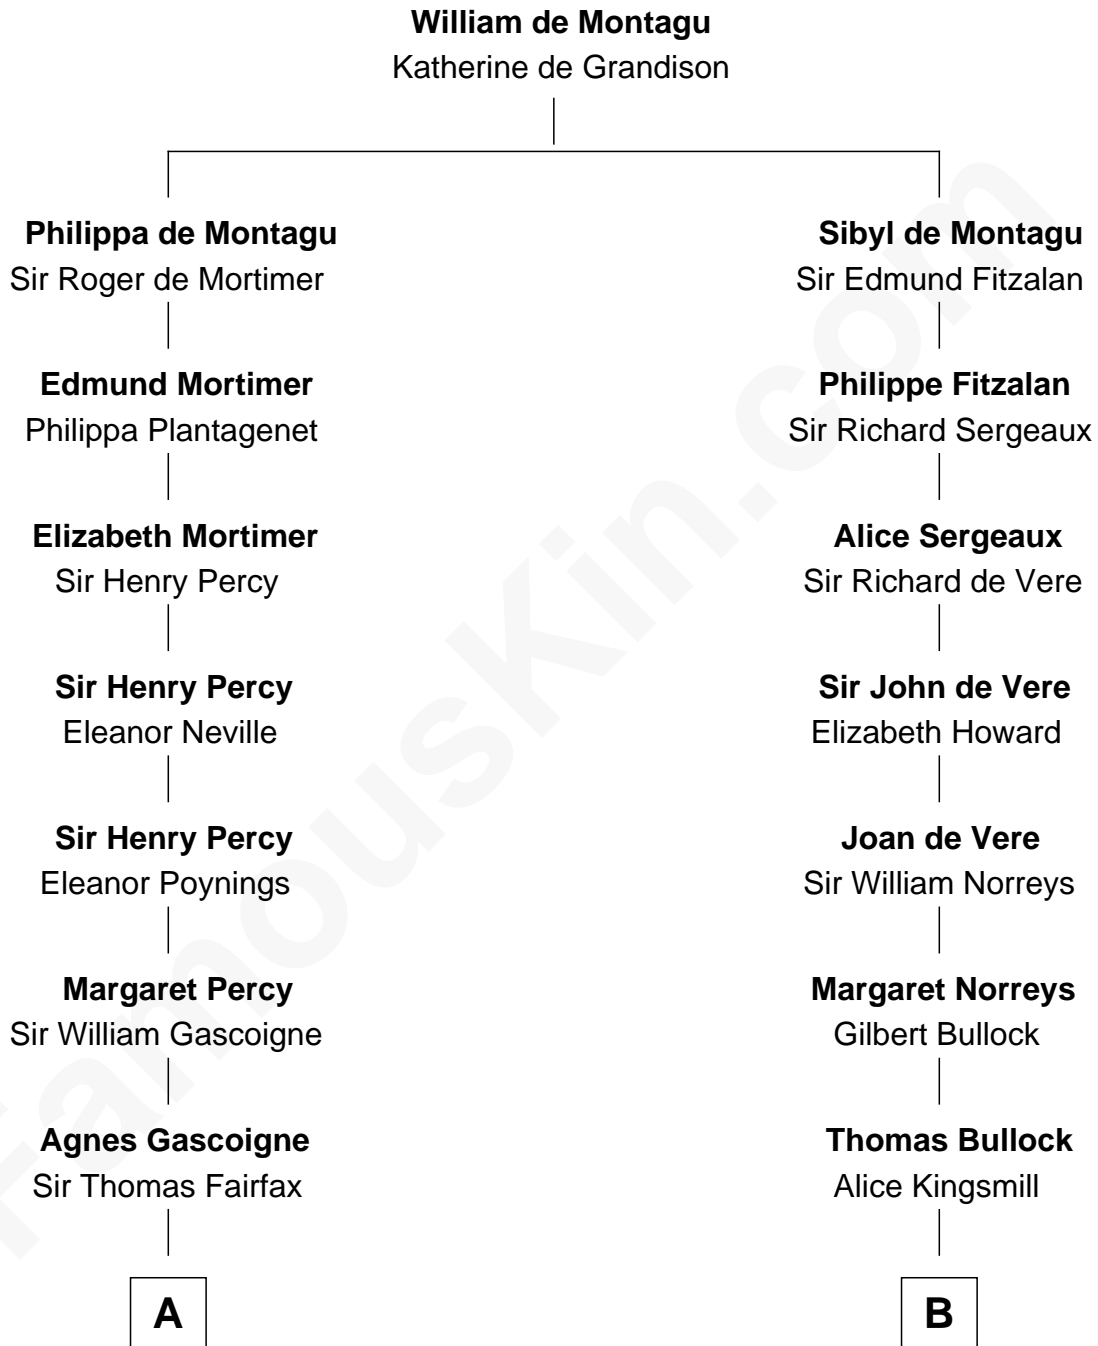 William de Montagu
Katherine de Grandison
Philippa de Montagu
Sir Roger de Mortimer
Sibyl de Montagu
Sir Edmund Fitzalan
Edmund Mortimer
Philippa Plantagenet
Philippe Fitzalan
Sir Richard Sergeaux
Elizabeth Mortimer
Sir Henry Percy
Alice Sergeaux
Sir Richard de Vere
Sir Henry Percy
Eleanor Neville
Sir John de Vere
Elizabeth Howard
Sir Henry Percy
Eleanor Poynings
Joan de Vere
Sir William Norreys
Margaret Percy
Sir William Gascoigne
Margaret Norreys
Gilbert Bullock
Agnes Gascoigne
Sir Thomas Fairfax
Thomas Bullock
Alice Kingsmill
A
B
FamousKin.com